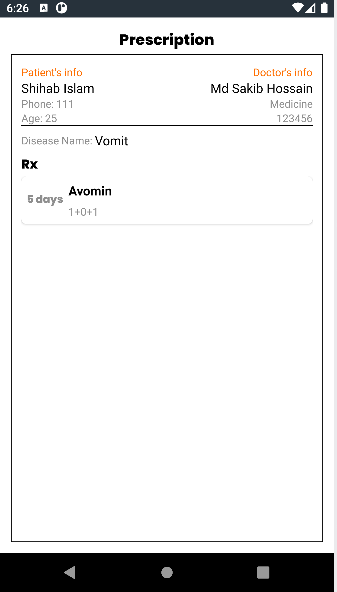 6:26
Prescription
Patient's info Doctor's info
Shihab Islam Md Sakib Hossain
Phone: 111 Medicine
Age: 25 123456
Disease Name: Vomit
Rx
Avomin
5 days
1+0+1